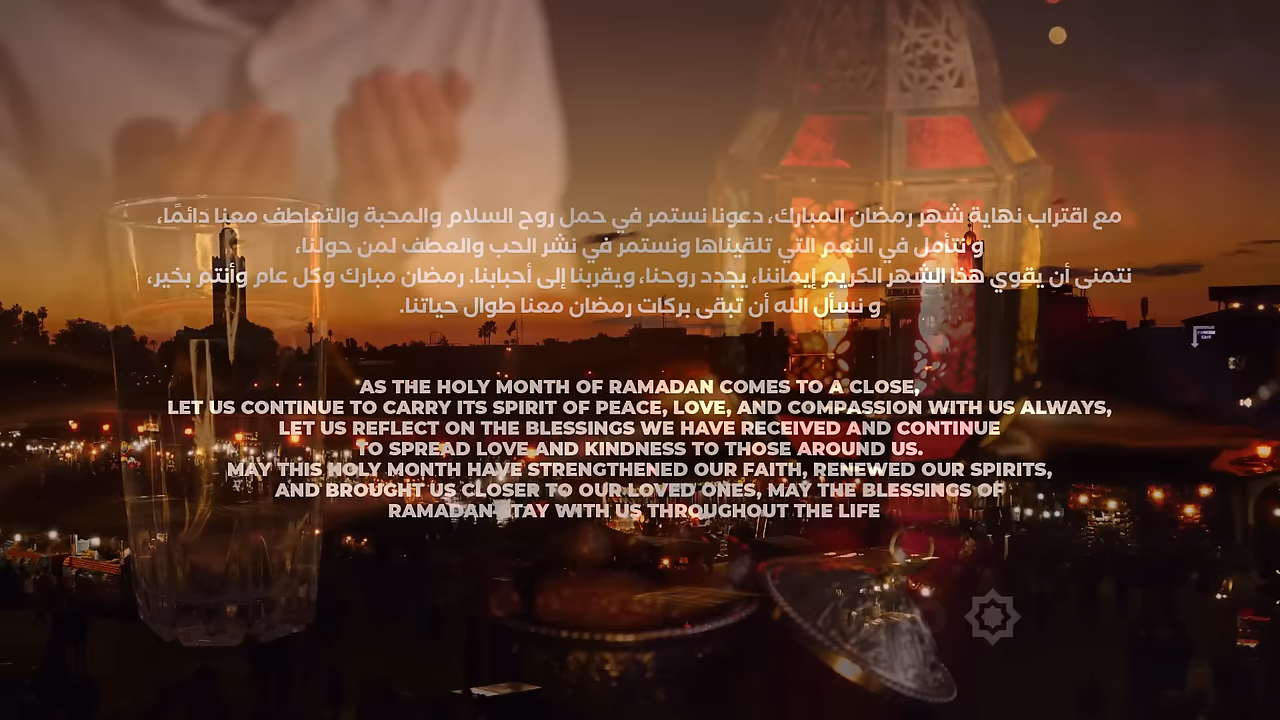 مع اقتراب نهاية شهر رمضان المبارك، دعونا نستمر في حمل روح السلام والمحبة والتعاطف معنا دائمًا،
و نتأمل في النعم التي تلقيناها ونستمر في نشر الحب والعطف لمن حولنا،
نتمنى أن يقوي هذا الشهر الكريم إيماننا، يجدد روحنا، ويقربنا إلى أحبابنا. رمضان مبارك وكل عام وأنتم بخير،
و نسأل الله أن تبقى بركات رمضان معنا طوال حياتنا.
AS THE HOLY MONTH OF RAMADAN COMES TO A CLOSE,
LET US CONTINUE TO CARRY ITS SPIRIT OF PEACE, LOVE, AND COMPASSION WITH US ALWAYS,
LET US REFLECT ON THE BLESSINGS WE HAVE RECEIVED AND CONTINUE
TO SPREAD LOVE AND KINDNESS TO THOSE AROUND US.
MAY THIS HOLY MONTH HAVE STRENGTHENED OUR FAITH, RENEWED OUR SPIRITS,
AND BROUGHT US CLOSER TO OUR LOVED ONES, MAY THE BLESSINGS OF
RAMADAN STAY WITH US THROUGHOUT THE LIFE